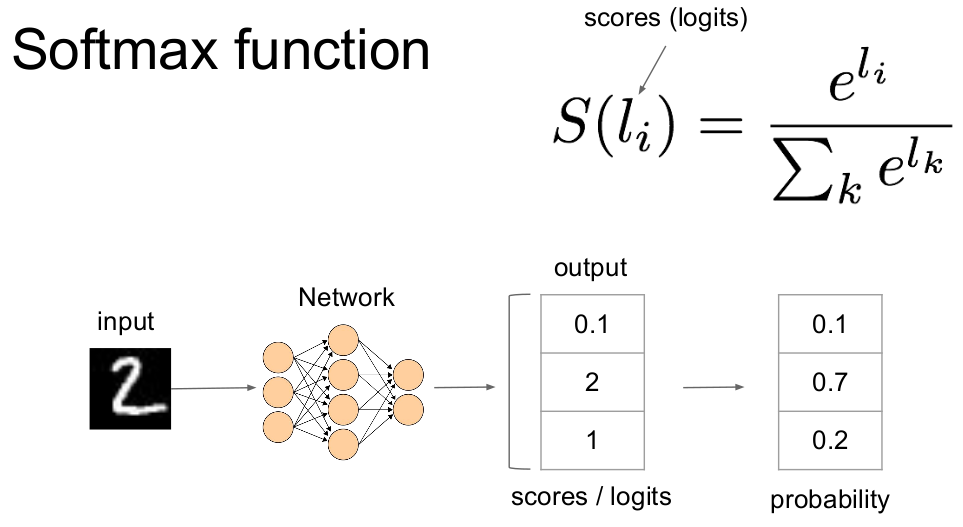 Softmax function
scores (logits)
S(l_i) = e^{l_i} / ∑_k e^{l_k}
input
2
Network
output
0.1
2
1
scores / logits
0.1
0.7
0.2
probability